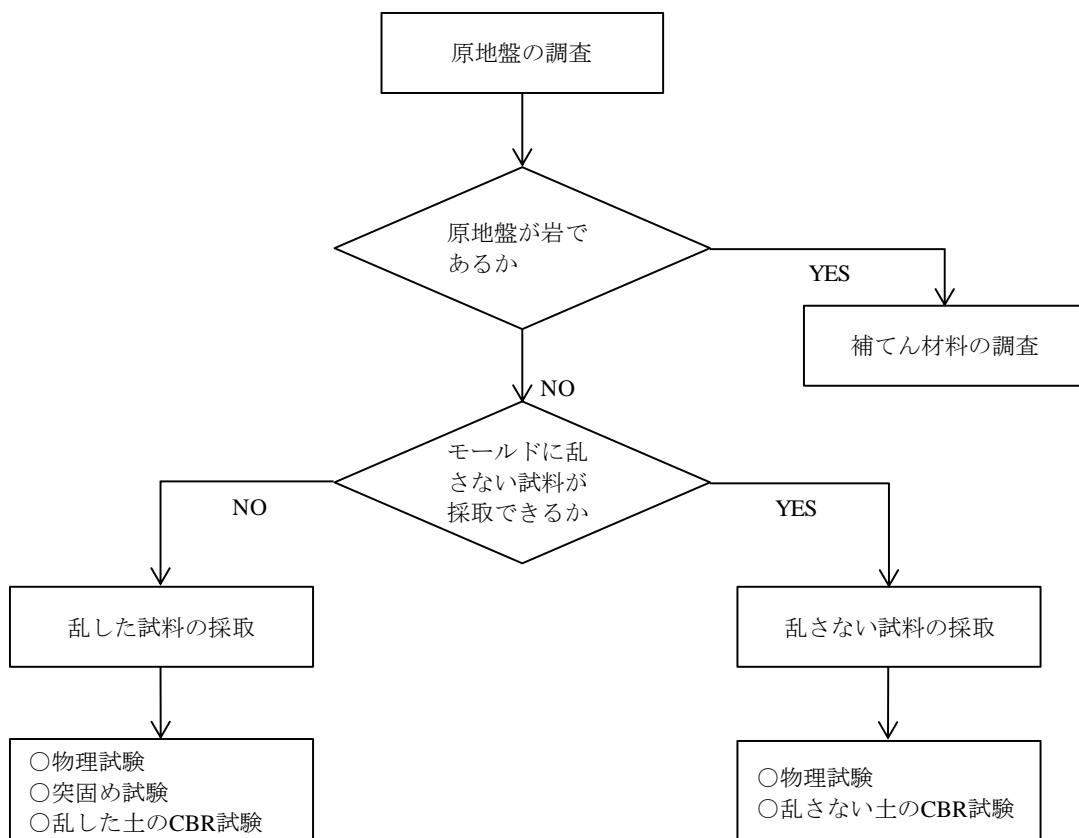 原地盤の調査
原地盤が岩で
あるか
YES
補てん材料の調査
NO
モールドに乱
さない試料が
採取できるか
NO
YES
乱した試料の採取
乱さない試料の採取
○物理試験
○突固め試験
○乱した土のCBR試験
○物理試験
○乱さない土のCBR試験